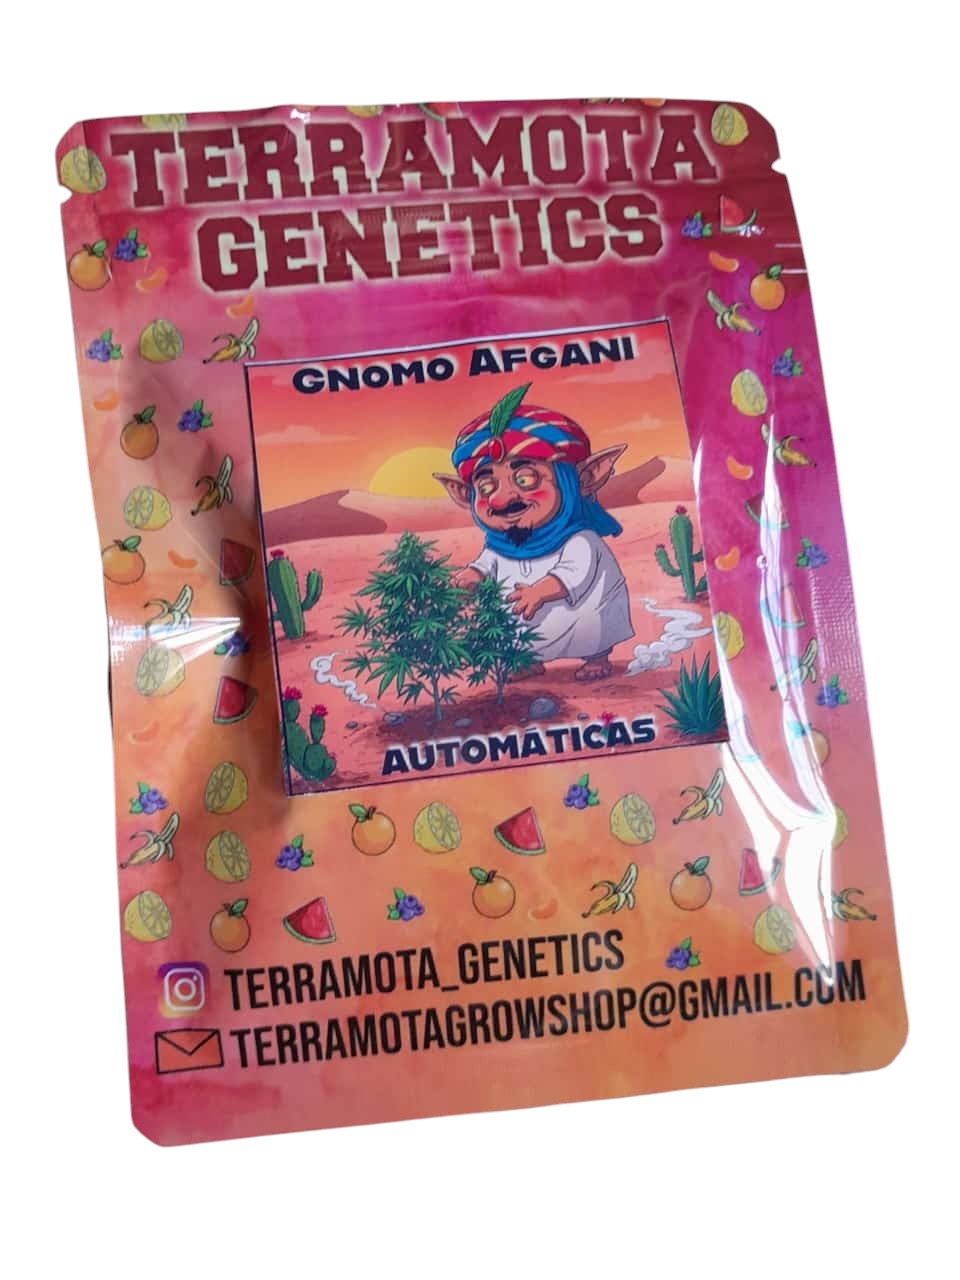 TERRAMOTA
GENETICS
GNOMO AFGANI
AUTOMÁTICAS
TERRAMOTA_GENETICS
TERRAMOTAGROWSHOP@GMAIL.COM